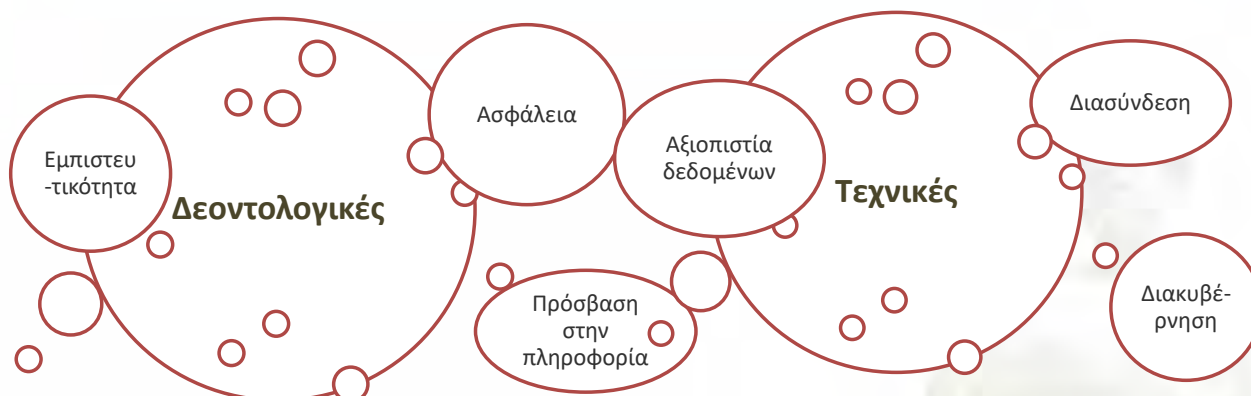 Εμπιστευ
-τικότητα
Δεοντολογικές
Ασφάλεια
Πρόσβαση
στην
πληροφορία
Αξιοπιστία
δεδομένων
Τεχνικές
Διασύνδεση
Διακυβέ-
ρνηση